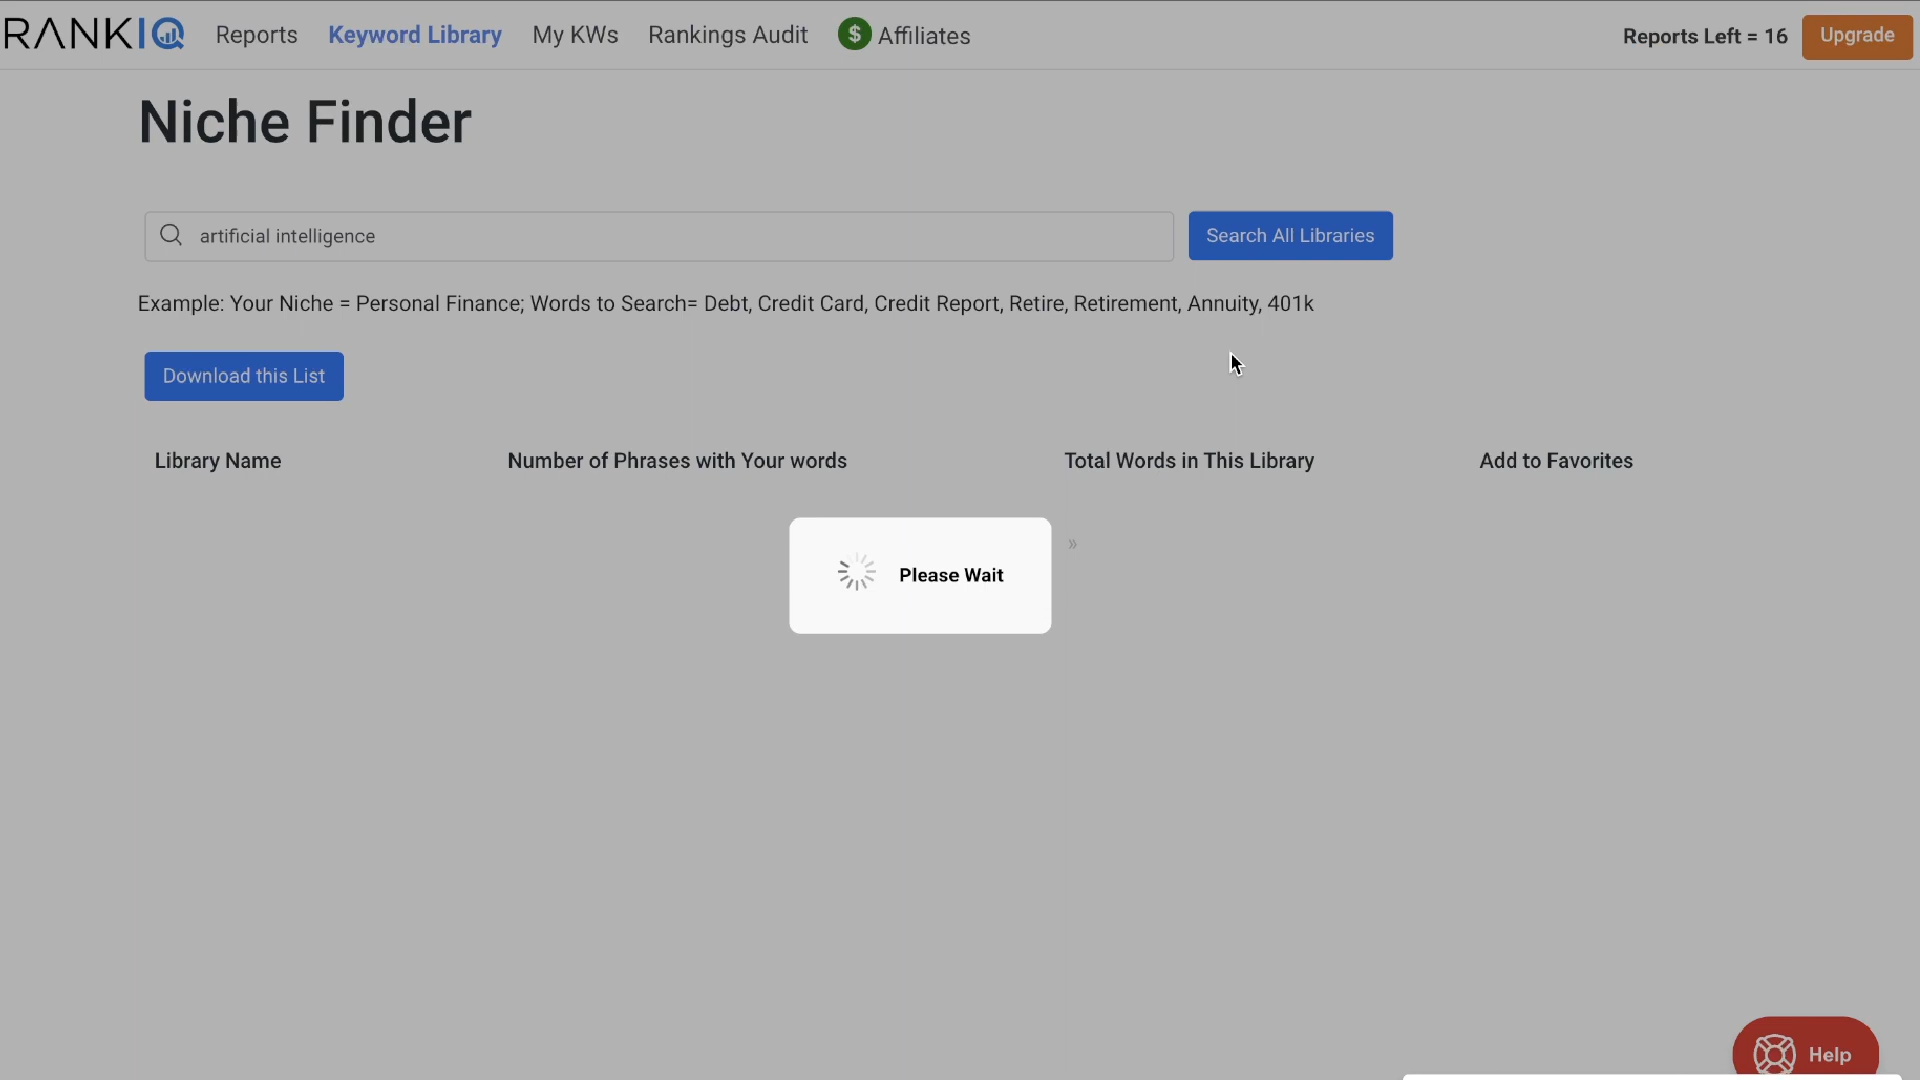 RANKIQ Reports Keyword Library My KWs Rankings Audit $ Affiliates Reports Left = 16 Upgrade
Niche Finder
artificial intelligence Search All Libraries
Example: Your Niche = Personal Finance; Words to Search= Debt, Credit Card, Credit Report, Retire, Retirement, Annuity, 401k
Download this List
Library Name Number of Phrases with Your words Total Words in This Library Add to Favorites
»
Please Wait
Help